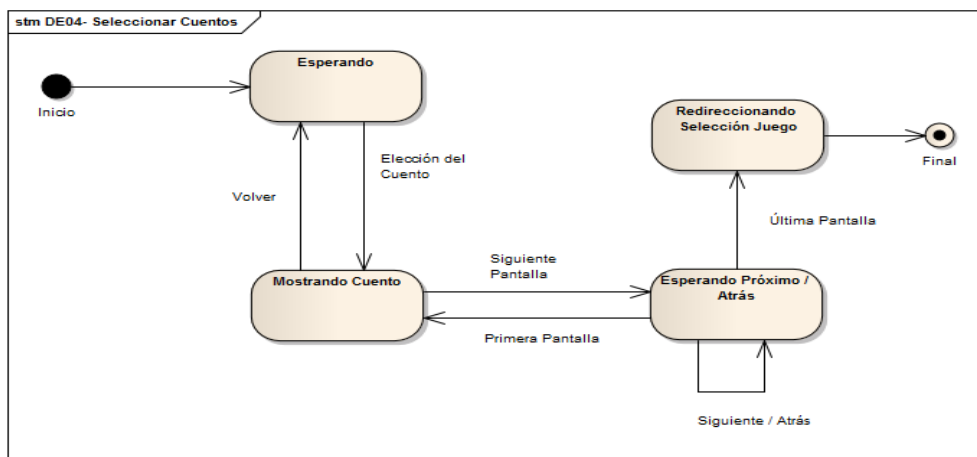 stm DE04- Seleccionar Cuentos
Esperando
Inicio
Redireccionando
Selección Juego
Final
Elección del
Cuento
Volver
Última Pantalla
Siguiente
Pantalla
Mostrando Cuento
Esperando Próximo /
Atrás
Primera Pantalla
Siguiente / Atrás